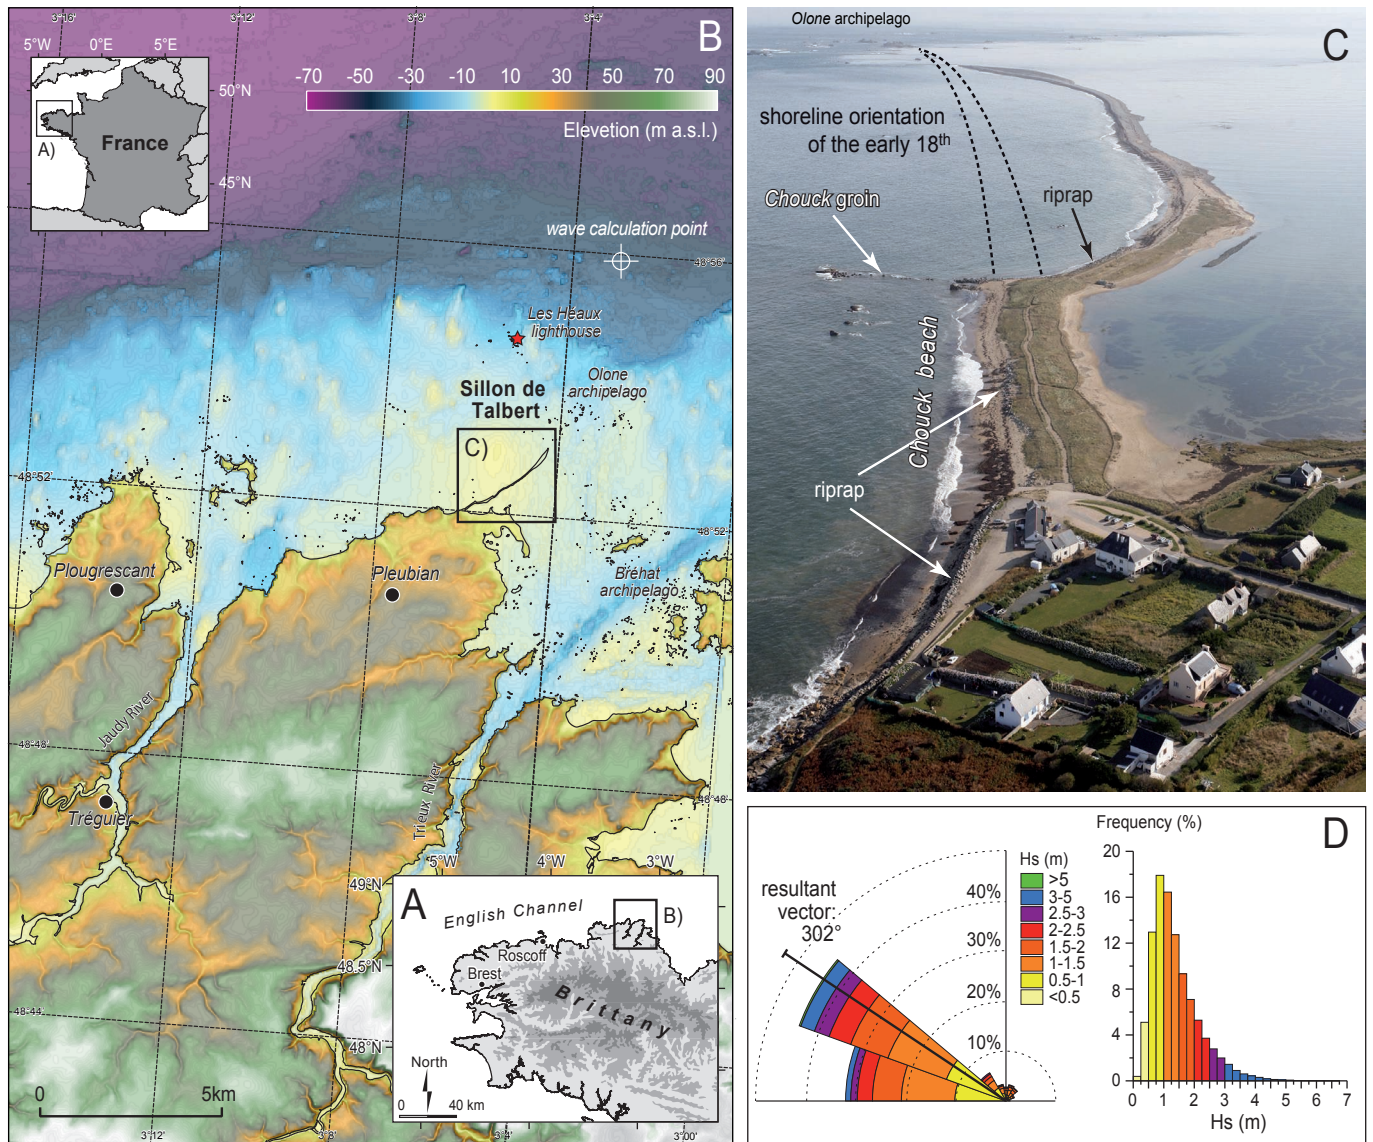 3°16'
3°12'
3°8'
3°4'
B
5°W
0°E
5°E
50°N
45°N
France
A)
-70
-50
-30
-10
10
30
50
70
90
Elevetion (m a.s.l.)
wave calculation point
48°56'
Les Héaux
lighthouse
Olone
archipelago
Sillon de
Talbert
C)
48°52'
48°52'
Plougrescant
Pleubian
Bréhat
archipelago
Jaudy River
48-48'
48-48'
Tréguier
Trieux River
48-44'
0
5km
3°12'
3°8'
3°4'
3°00'
5°W
4°W
3°W
49°N
48.5°N
48°N
A
English Channel
B)
Roscoff
Brest
Brittany
North
0
40 km
Olone archipelago
C
shoreline orientation
of the early 18th
Chouck groin
riprap
Chouck beach
riprap
D
resultant
vector:
302°
40%
30%
20%
10%
Hs (m)
>5
3-5
2.5-3
2-2.5
1.5-2
1-1.5
0.5-1
<0.5
Frequency (%)
20
16
12
8
4
0
0
1
2
3
4
5
6
7
Hs (m)